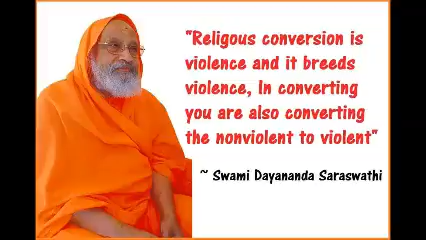 "Religous conversion is
violence and it breeds
violence, In converting
you are also converting
the nonviolent to violent"
~ Swami Dayananda Saraswathi